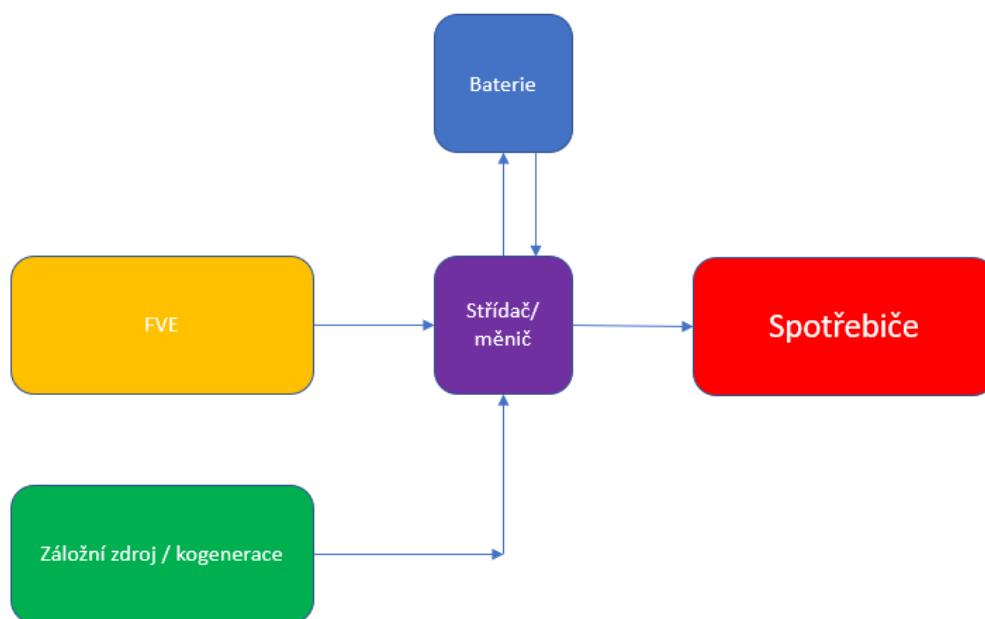 Baterie
FVE
Střídač/
měnič
Spotřebiče
Záložní zdroj / kogenerace